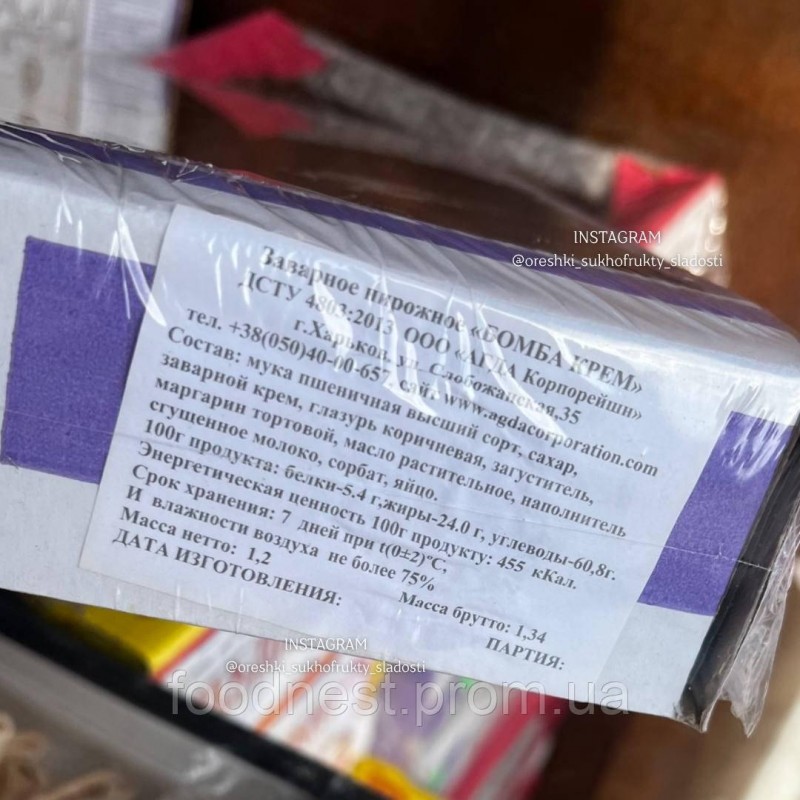 INSTAGRAM
@oreshki_sukhofrukty_sladosti
Заварное пирожное «БОМБА КРЕМ»
ДСТУ 4803:2013 ООО «АГДА Корпорейшн»
г.Харьков, ул. Слобожанская,35
тел. +38(050)40-00-657 сайт: www.agdacorporation.com
Состав: мука пшеничная высший сорт, сахар,
заварной крем, глазурь коричневая, загуститель,
маргарин тортовой, масло растительное, наполнитель
сгущенное молоко, сорбат, яйцо.
100г продукта: белки-5.4 г,жиры-24.0 г, углеводы-60,8г.
Энергетическая ценность 100г продукту: 455 кКал.
Срок хранения: 7 дней при t(0±2)°C;
И влажности воздуха не более 75%
Масса нетто: 1,2 Масса брутто: 1,34
ДАТА ИЗГОТОВЛЕНИЯ: ПАРТИЯ:
INSTAGRAM
@oreshki_sukhofrukty_sladosti
foodnest.prom.ua